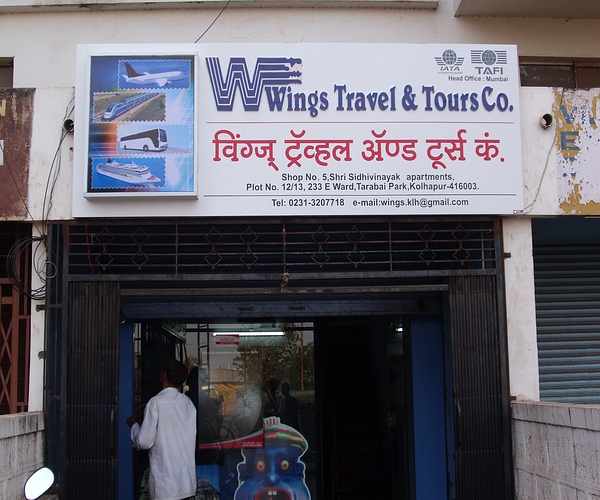 IATA TAFI
Head Office : Mumbai
Wings Travel & Tours Co.
विंग्ज् ट्रॅव्हल ॲण्ड टूर्स कं.
Shop No. 5,Shri Sidhivinayak apartments,
Plot No. 12/13, 233 E Ward,Tarabai Park,Kolhapur-416003.
Tel: 0231-3207718 e-mail:wings.klh@gmail.com